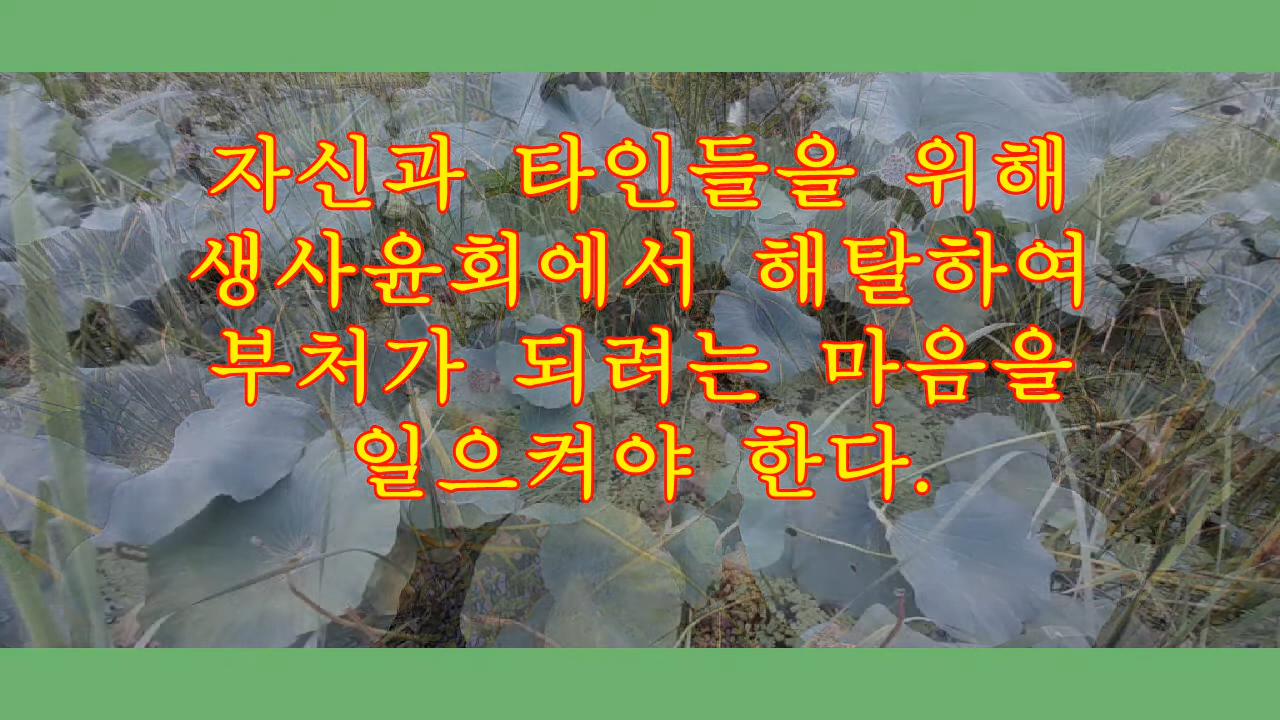 자신과 타인들을 위해
생사윤회에서 해탈하여
부처가 되려는 마음을
일으켜야 한다.